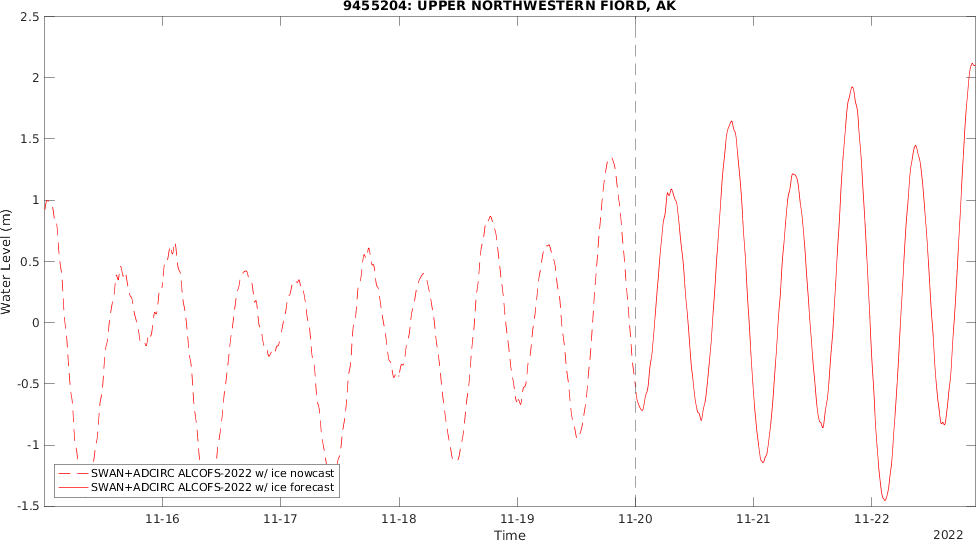 9455204: UPPER NORTHWESTERN FIORD, AK
2.5
2
1.5
1
0.5
0
-0.5
-1
-1.5
Water Level (m)
SWAN+ADCIRC ALCOFS-2022 w/ ice nowcast
SWAN+ADCIRC ALCOFS-2022 w/ ice forecast
11-16 11-17 11-18 11-19 11-20 11-21 11-22
Time
2022